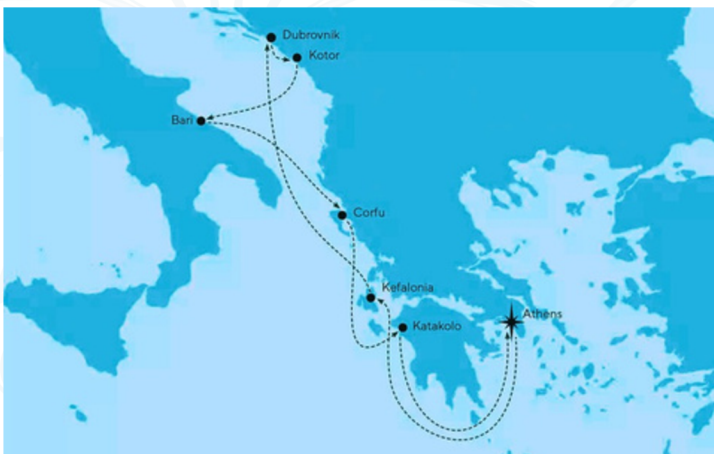 Dubrovnik
Kotor
Bari
Corfu
Kefalonia
Athens
Katakolo